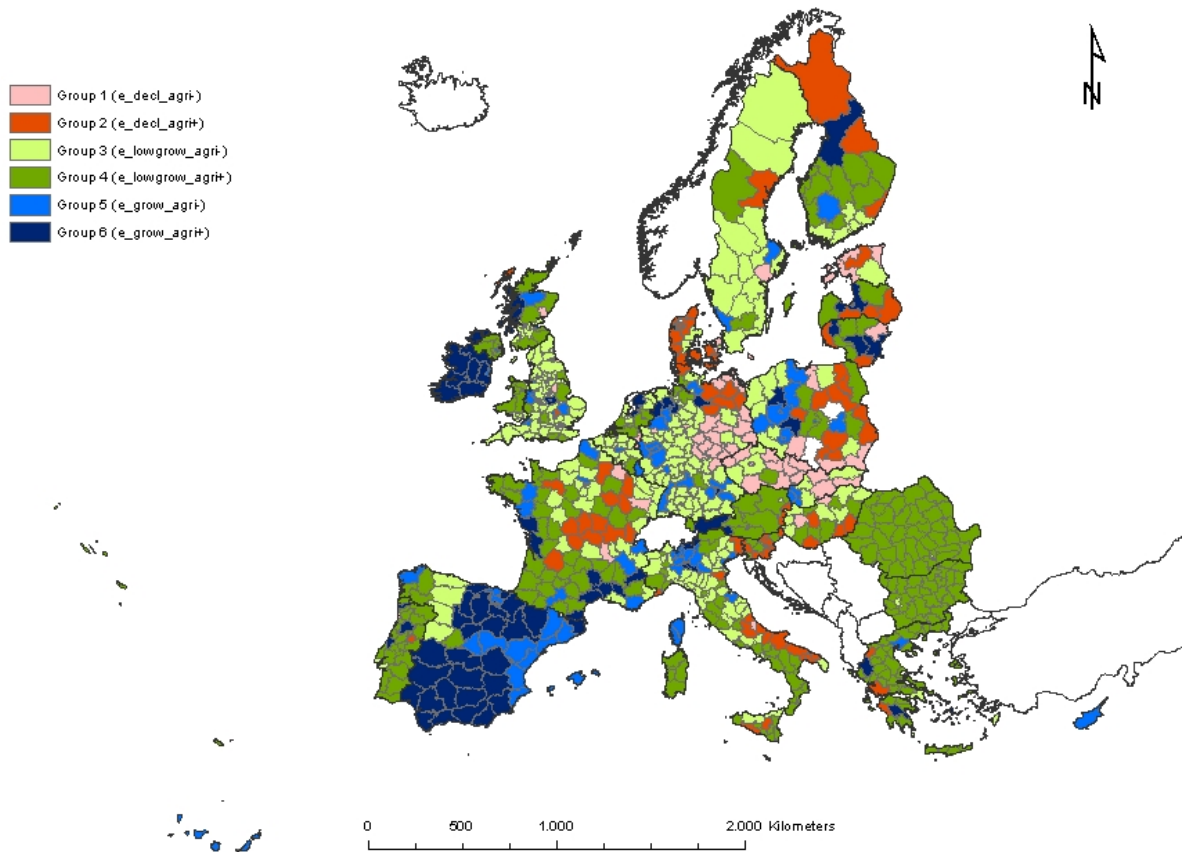 Group 1 (e_decl_agri-)
Group 2 (e_decl_agri+)
Group 3 (e_lowgrow_agri-)
Group 4 (e_lowgrow_agri+)
Group 5 (e_grow_agri-)
Group 6 (e_grow_agri+)
N
0 500 1.000 2.000 Kilometers